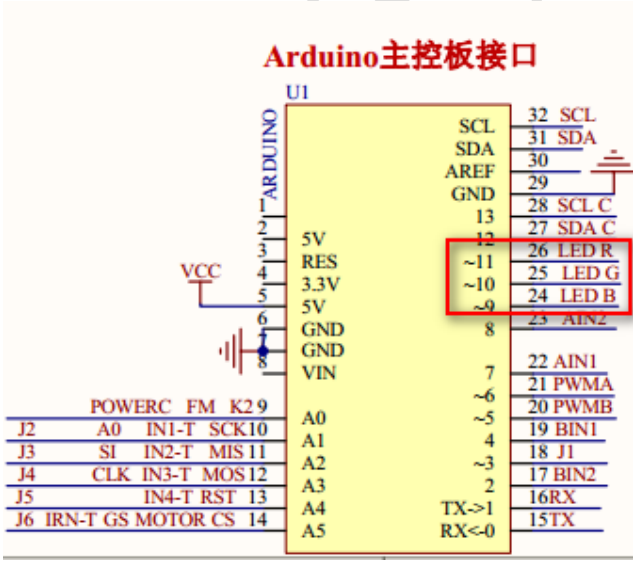 Arduino主控板接口
U1
ARDUINO
32 SCL
SCL
31 SDA
SDA
30
AREF
29
GND
1
28 SCL C
13
2
27 SDA C
5V
12
3
26 LED R
RES
~11
VCC
4
25 LED G
3.3V
~10
5
24 LED B
5V
~9
6
23 AIN2
GND
8
7
GND
8
22 AIN1
VIN
7
21 PWMA
~6
POWERC FM K2 9
20 PWMB
A0
~5
J2 A0 IN1-T SCK 10
19 BIN1
A1
4
J3 SI IN2-T MIS 11
18 J1
A2
~3
J4 CLK IN3-T MOS 12
17 BIN2
A3
2
J5 IN4-T RST 13
16RX
A4
TX->1
J6 IRN-T GS MOTOR CS 14
15TX
A5
RX<-0